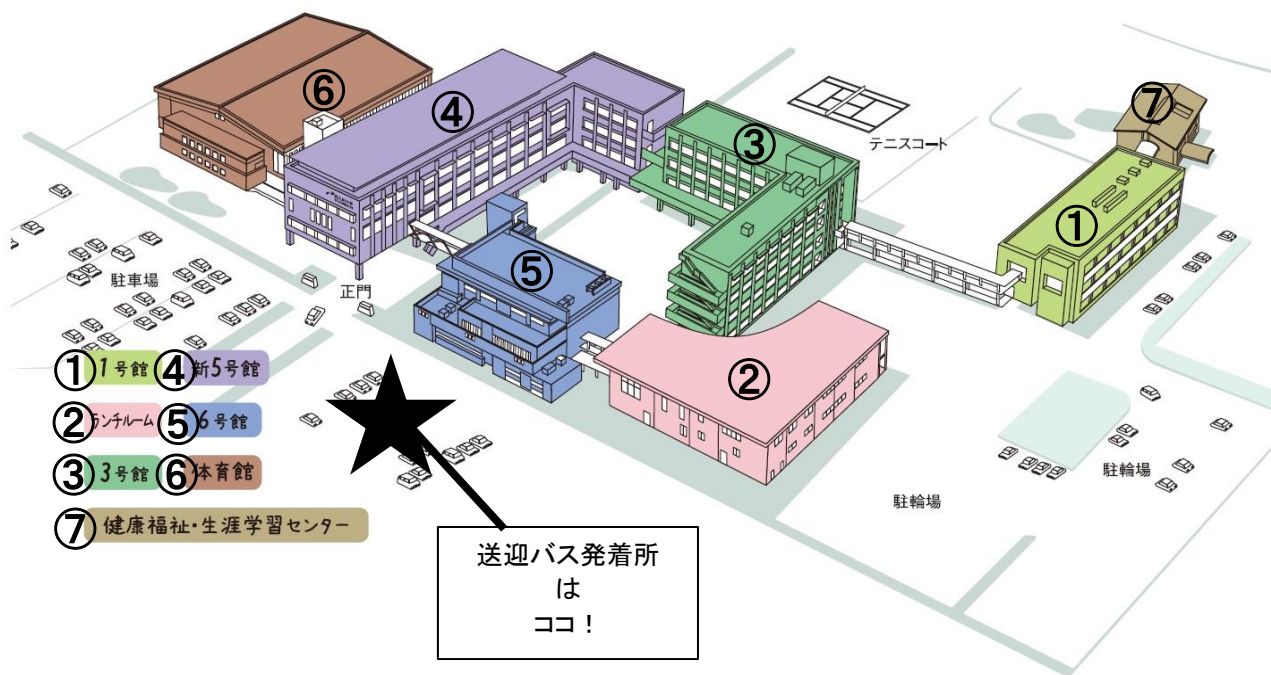 ⑥
④
③
⑦
テニスコート
①
⑤
駐車場
正門
②
①1号館
④新5号館
②ランチルーム
⑤6号館
③3号館
⑥体育館
⑦健康福祉・生涯学習センター
駐輪場
駐輪場
送迎バス発着所
は
ココ!